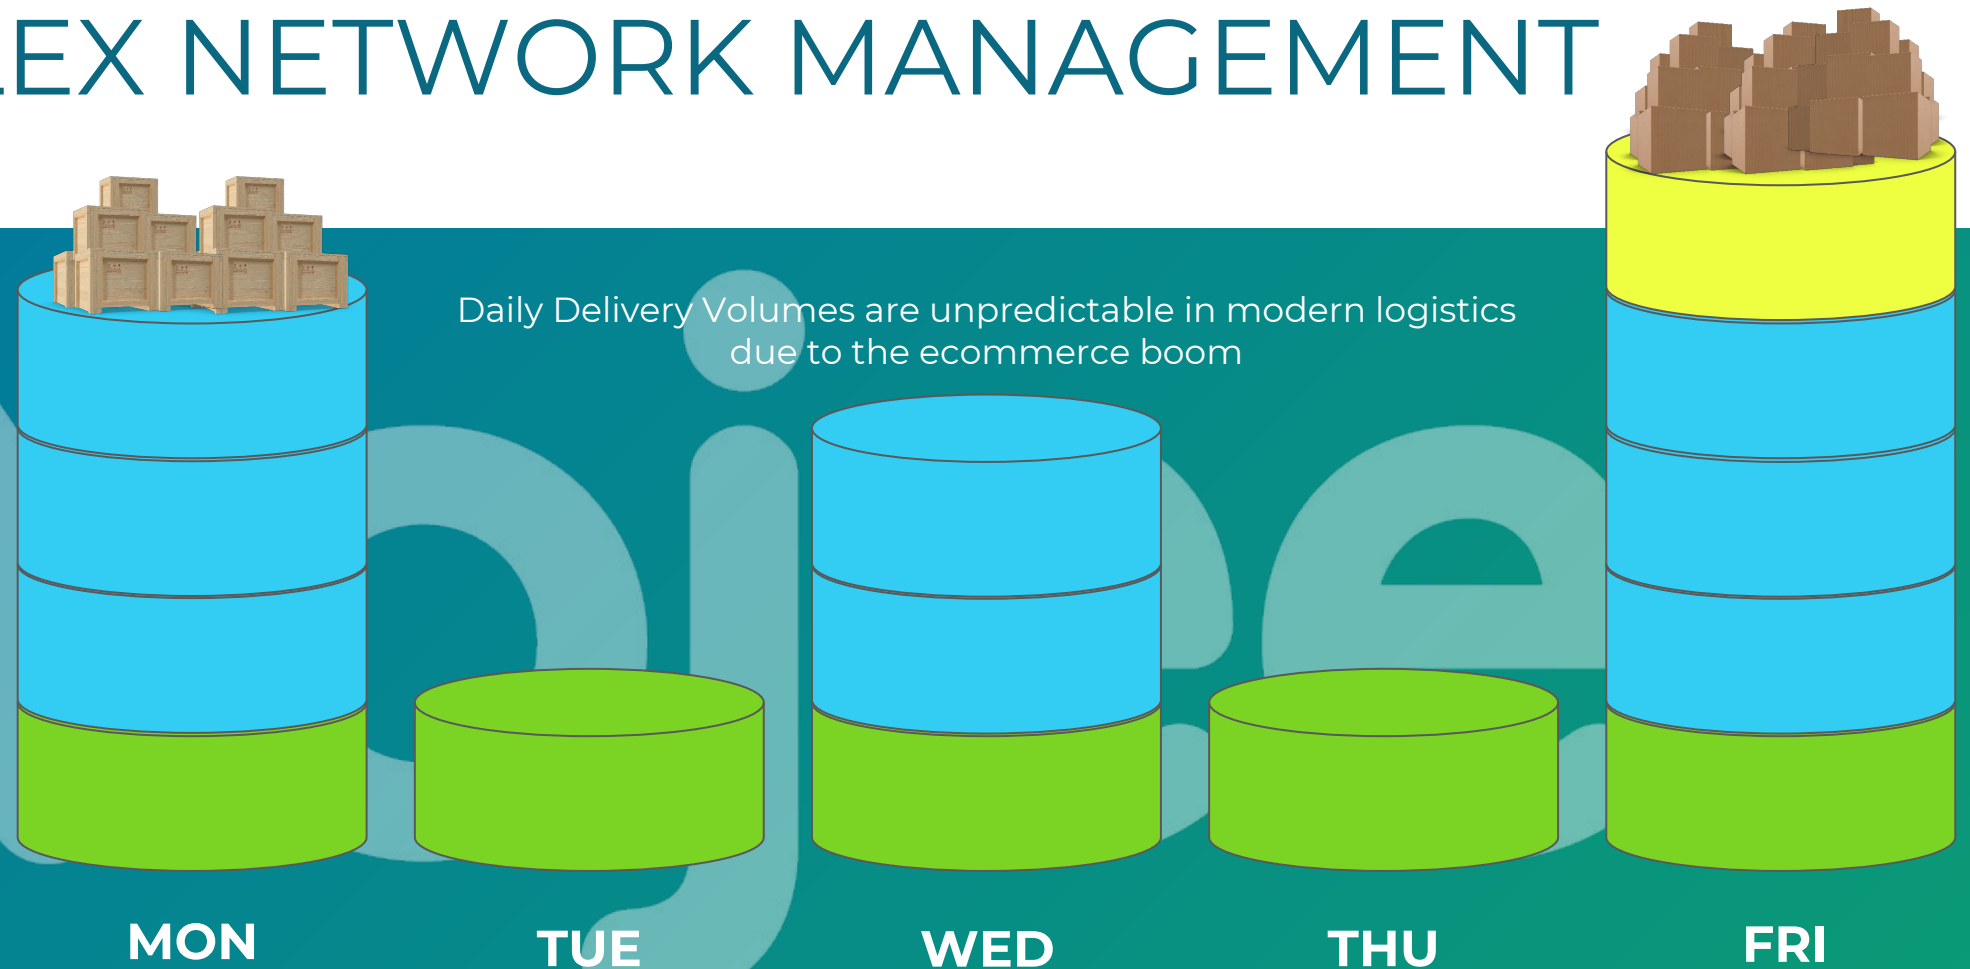 LEX NETWORK MANAGEMENT
Daily Delivery Volumes are unpredictable in modern logistics
due to the ecommerce boom
MON
TUE
WED
THU
FRI